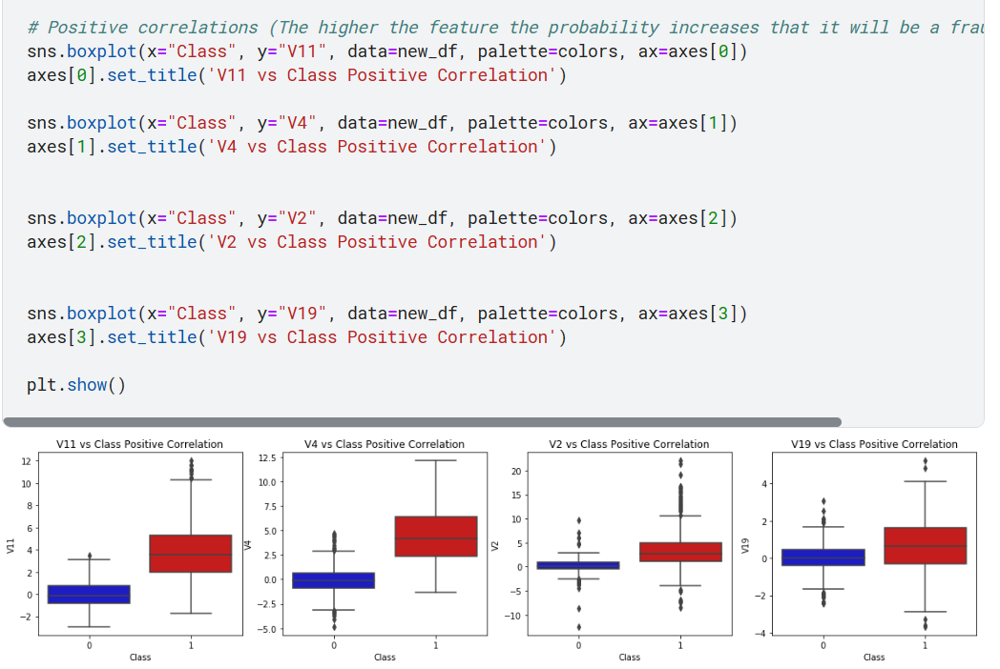 # Positive correlations (The higher the feature the probability increases that it will be a
sns.boxplot(x="Class", y="V11", data=new_df, palette=colors, ax=axes[0])
axes[0].set_title('V11 vs Class Positive Correlation')
sns.boxplot(x="Class", y="V4", data=new_df, palette=colors, ax=axes[1])
axes[1].set_title('V4 vs Class Positive Correlation')
sns.boxplot(x="Class", y="V2", data=new_df, palette=colors, ax=axes[2])
axes[2].set_title('V2 vs Class Positive Correlation')
sns.boxplot(x="Class", y="V19", data=new_df, palette=colors, ax=axes[3])
axes[3].set_title('V19 vs Class Positive Correlation')
plt.show()
V11 vs Class Positive Correlation
12
10
8
6
4
2
0
−2
V11
0 1
Class
V4 vs Class Positive Correlation
12.5
10.0
7.5
5.0
2.5
0.0
−2.5
−5.0
V4
0 1
Class
V2 vs Class Positive Correlation
20
15
10
5
0
−5
−10
V2
0 1
Class
V19 vs Class Positive Correlation
4
2
0
−2
−4
V19
0 1
Class